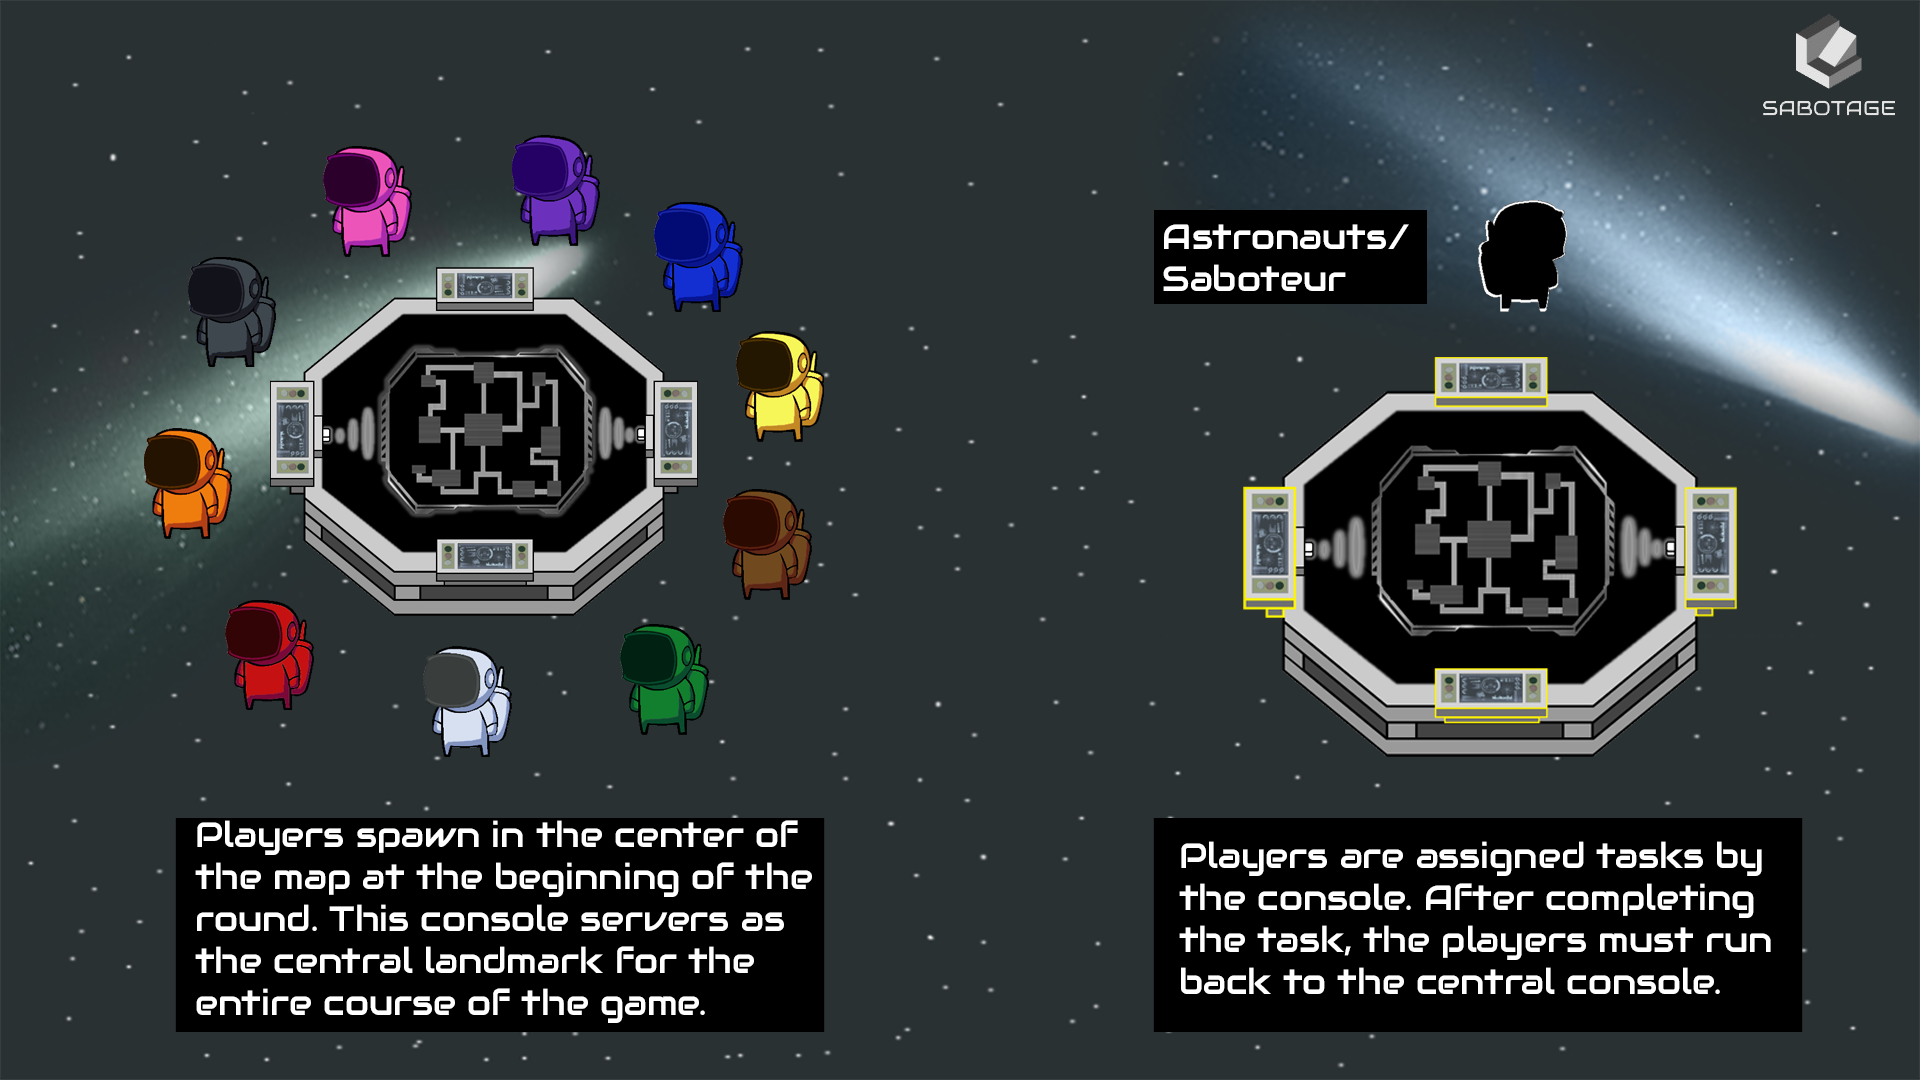 SABOTAGE
Astronauts/
Saboteur
Players spawn in the center of
the map at the beginning of the
round. This console servers as
the central landmark for the
entire course of the game.
Players are assigned tasks by
the console. After completing
the task, the players must run
back to the central console.